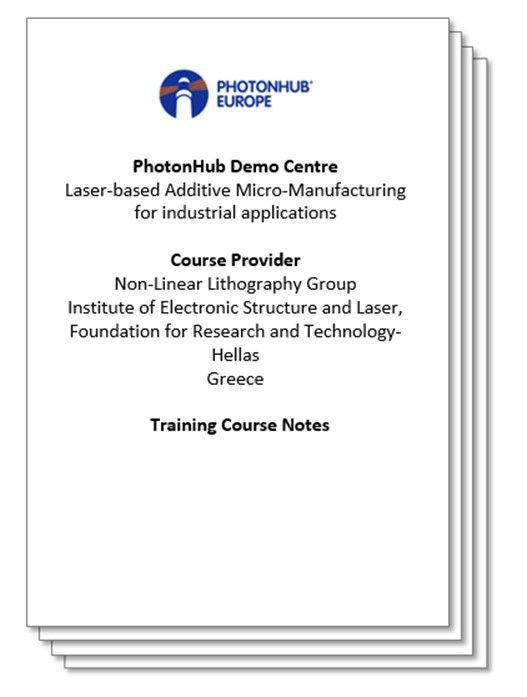 PHOTONHUB®
EUROPE
PhotonHub Demo Centre
Laser-based Additive Micro-Manufacturing
for industrial applications
Course Provider
Non-Linear Lithography Group
Institute of Electronic Structure and Laser,
Foundation for Research and Technology-
Hellas
Greece
Training Course Notes